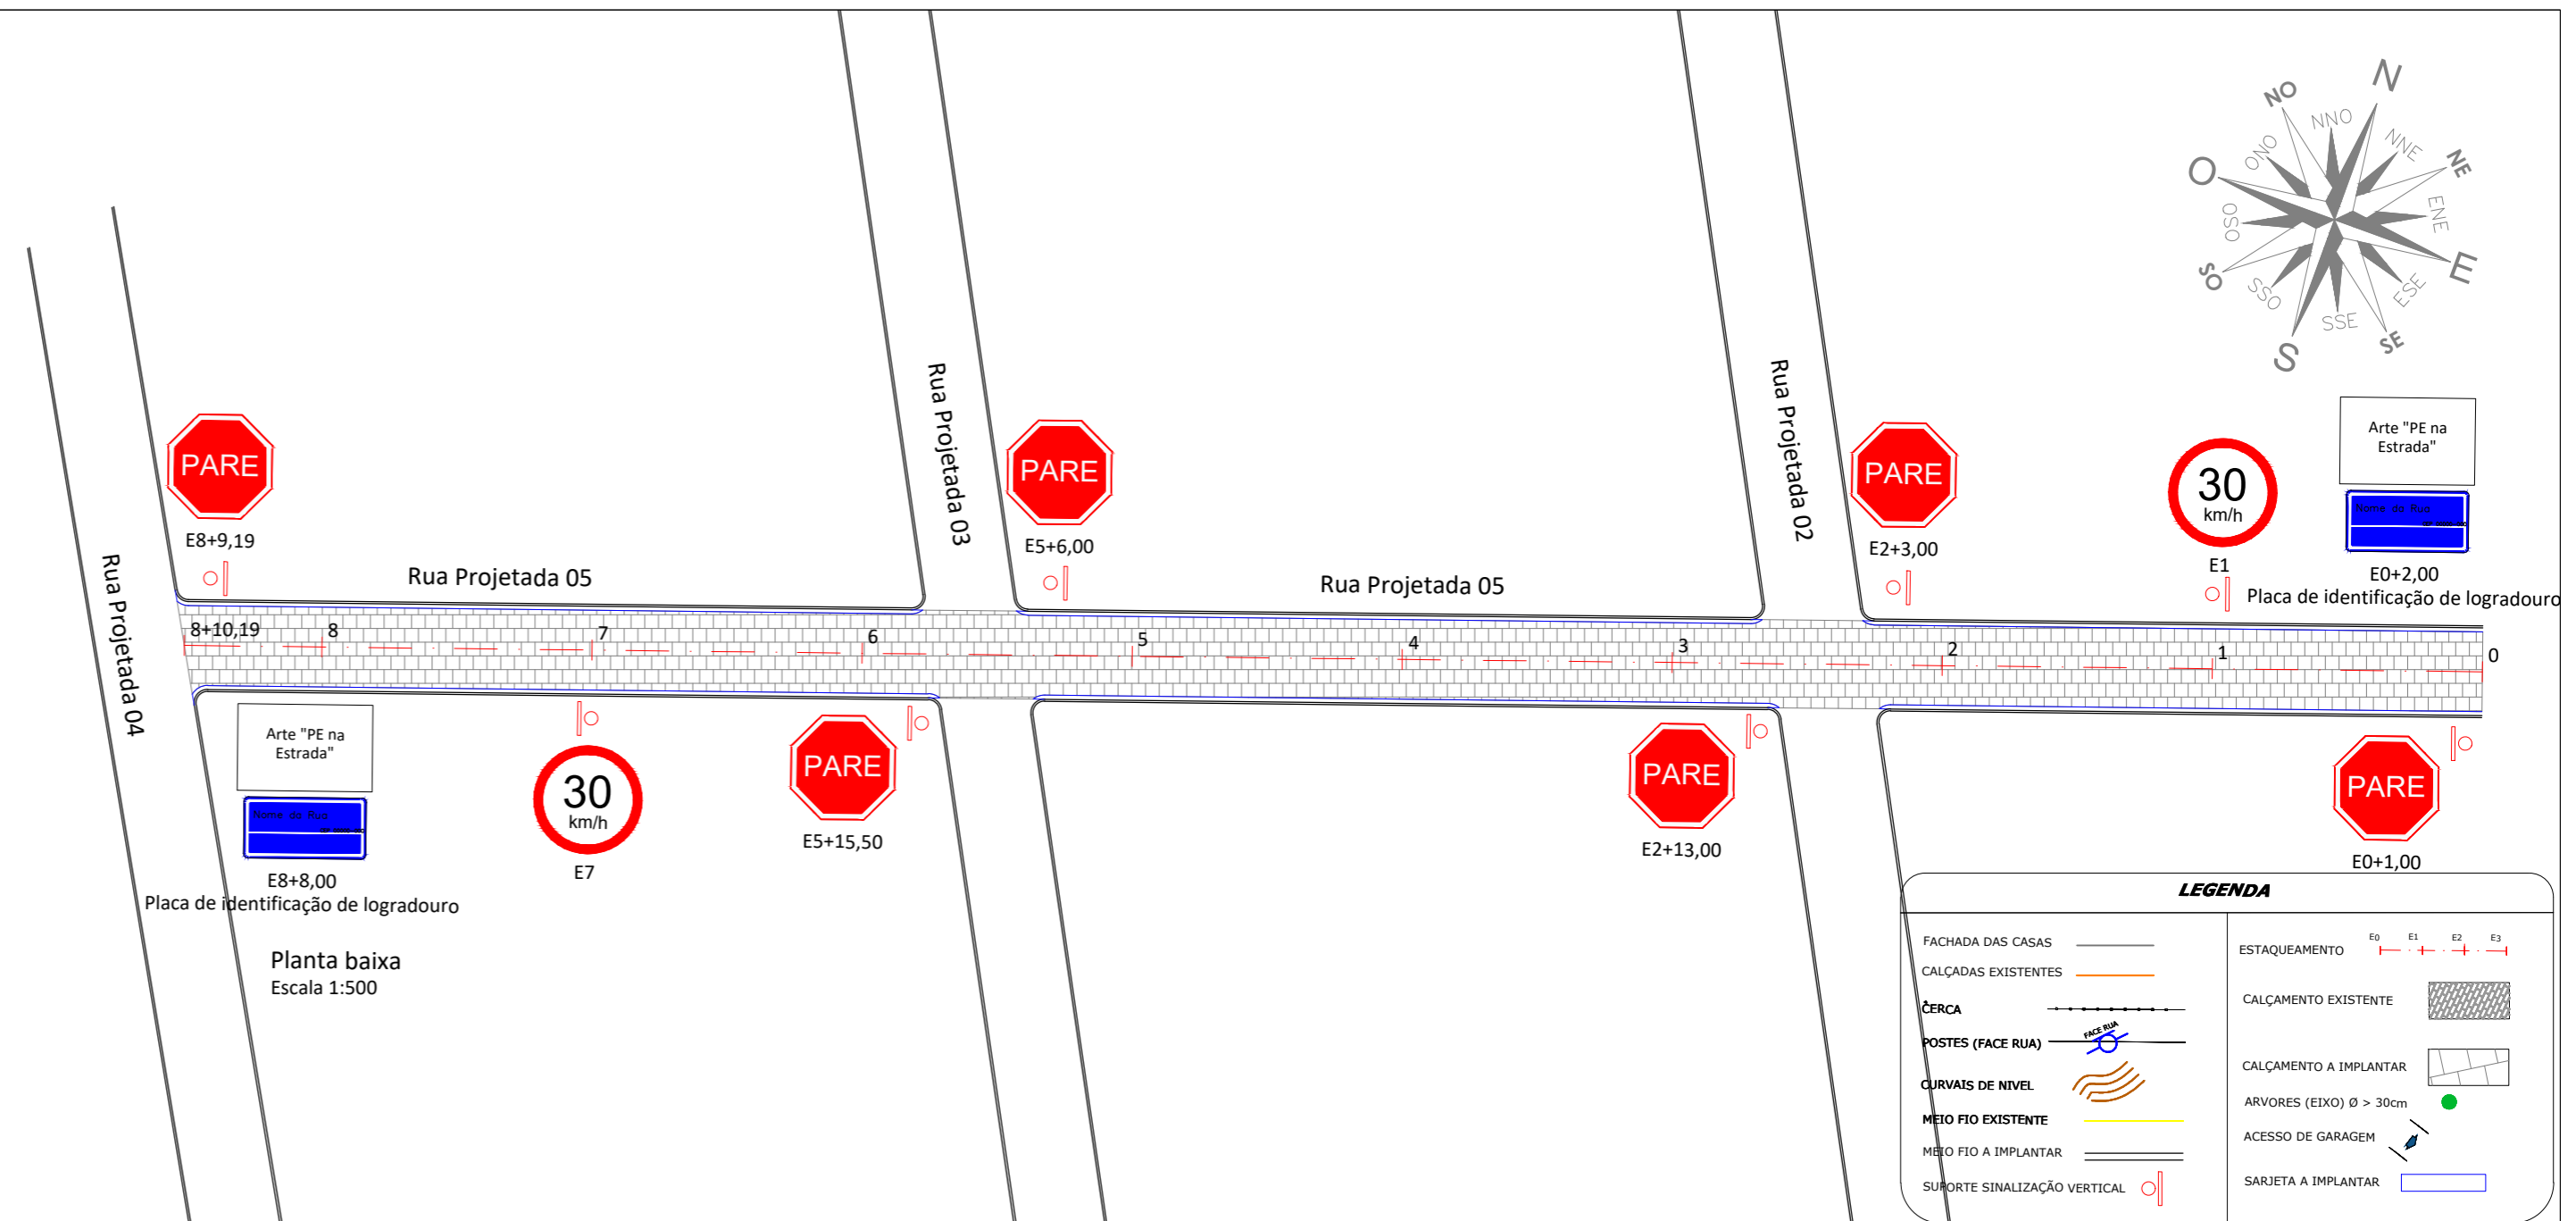 N
NO
NNO
NNE
NE
ONO
O
ENE
OSO
E
SO
SSO
ESE
SSE
SE
S
Rua Projetada 03
Rua Projetada 02
Rua Projetada 04
PARE
E8+9,19
PARE
E5+6,00
PARE
E2+3,00
30
km/h
E1
Arte "PE na
Estrada"
Nome da Rua
E0+2,00
Placa de identificação de logradouro
Rua Projetada 05
Rua Projetada 05
8+10,19
8
7
6
5
4
3
2
1
0
Arte "PE na
Estrada"
Nome da Rua
E8+8,00
Placa de identificação de logradouro
30
km/h
E7
PARE
E5+15,50
PARE
E2+13,00
PARE
E0+1,00
Planta baixa
Escala 1:500
LEGENDA
FACHADA DAS CASAS
CALÇADAS EXISTENTES
CERCA
POSTES (FACE RUA)
FACE RUA
CURVAIS DE NIVEL
MEIO FIO EXISTENTE
MEIO FIO A IMPLANTAR
SUPORTE SINALIZAÇÃO VERTICAL
ESTAQUEAMENTO
E0 E1 E2 E3
CALÇAMENTO EXISTENTE
CALÇAMENTO A IMPLANTAR
ARVORES (EIXO) Ø > 30cm
ACESSO DE GARAGEM
SARJETA A IMPLANTAR